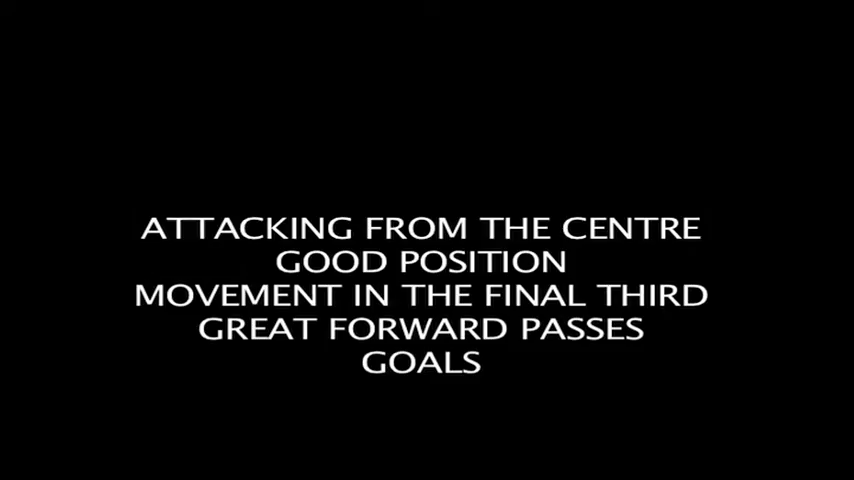 ATTACKING FROM THE CENTRE
GOOD POSITION
MOVEMENT IN THE FINAL THIRD
GREAT FORWARD PASSES
GOALS